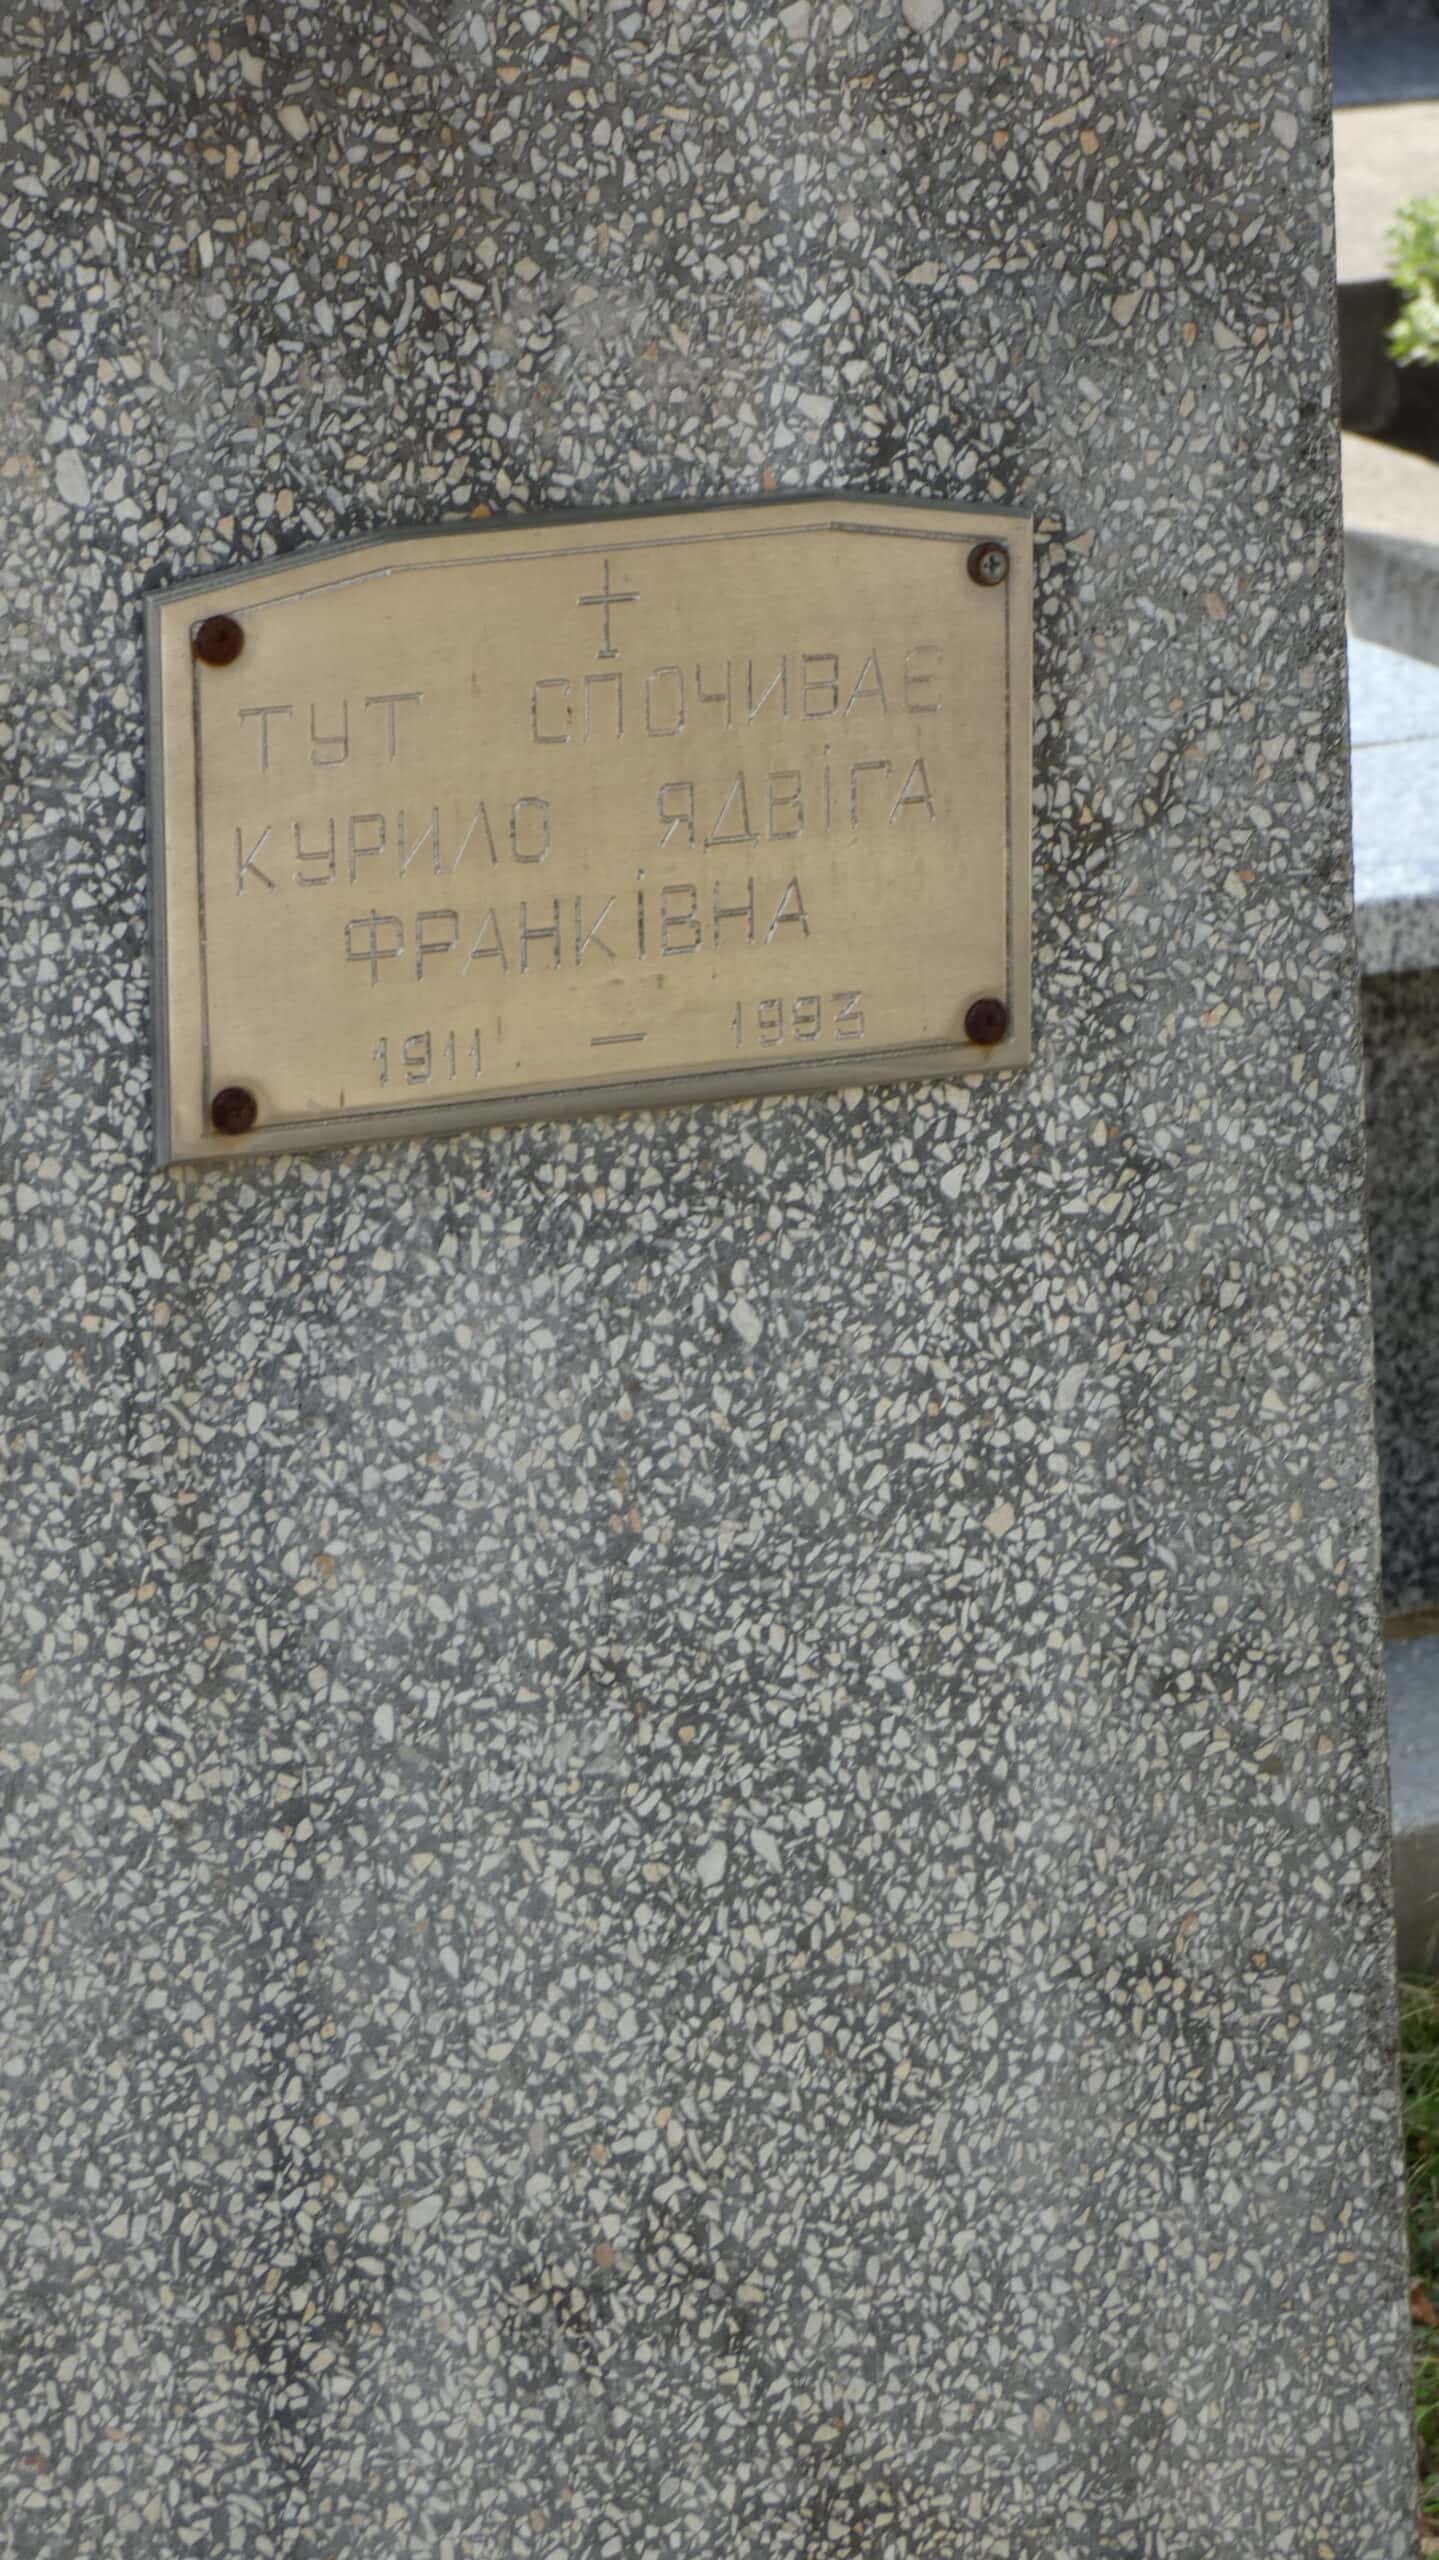 ТУТ СПОЧИВАЄ
КУРИЛО ЯДВІГА
ФРАНКІВНА
1911 — 1993